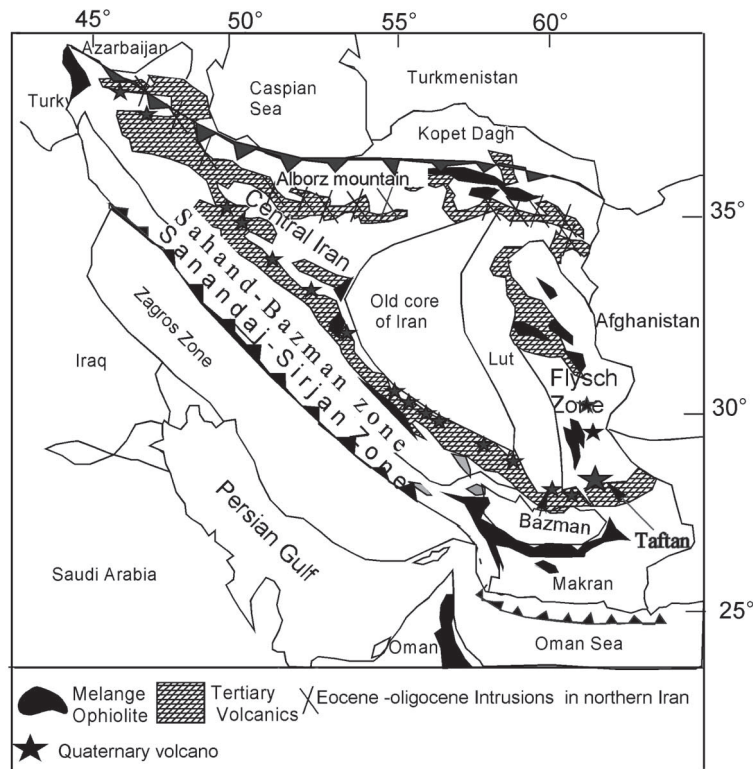 45°
50°
55°
60°
Azarbaijan
Turky
Caspian
Sea
Turkmenistan
Kopet Dagh
Alborz mountain
35°
Central Iran
Sahand-Bazman zone
Sanandaj-Sirjan Zone
Zagros Zone
Old core
of Iran
Lut
Afghanistan
Flysch
Zone
Iraq
30°
Persian Gulf
Bazman
Taftan
Saudi Arabia
Makran
25°
Oman
Oman Sea
Melange
Ophiolite
Tertiary
Volcanics
Eocene -oligocene Intrusions in northern Iran
Quaternary volcano